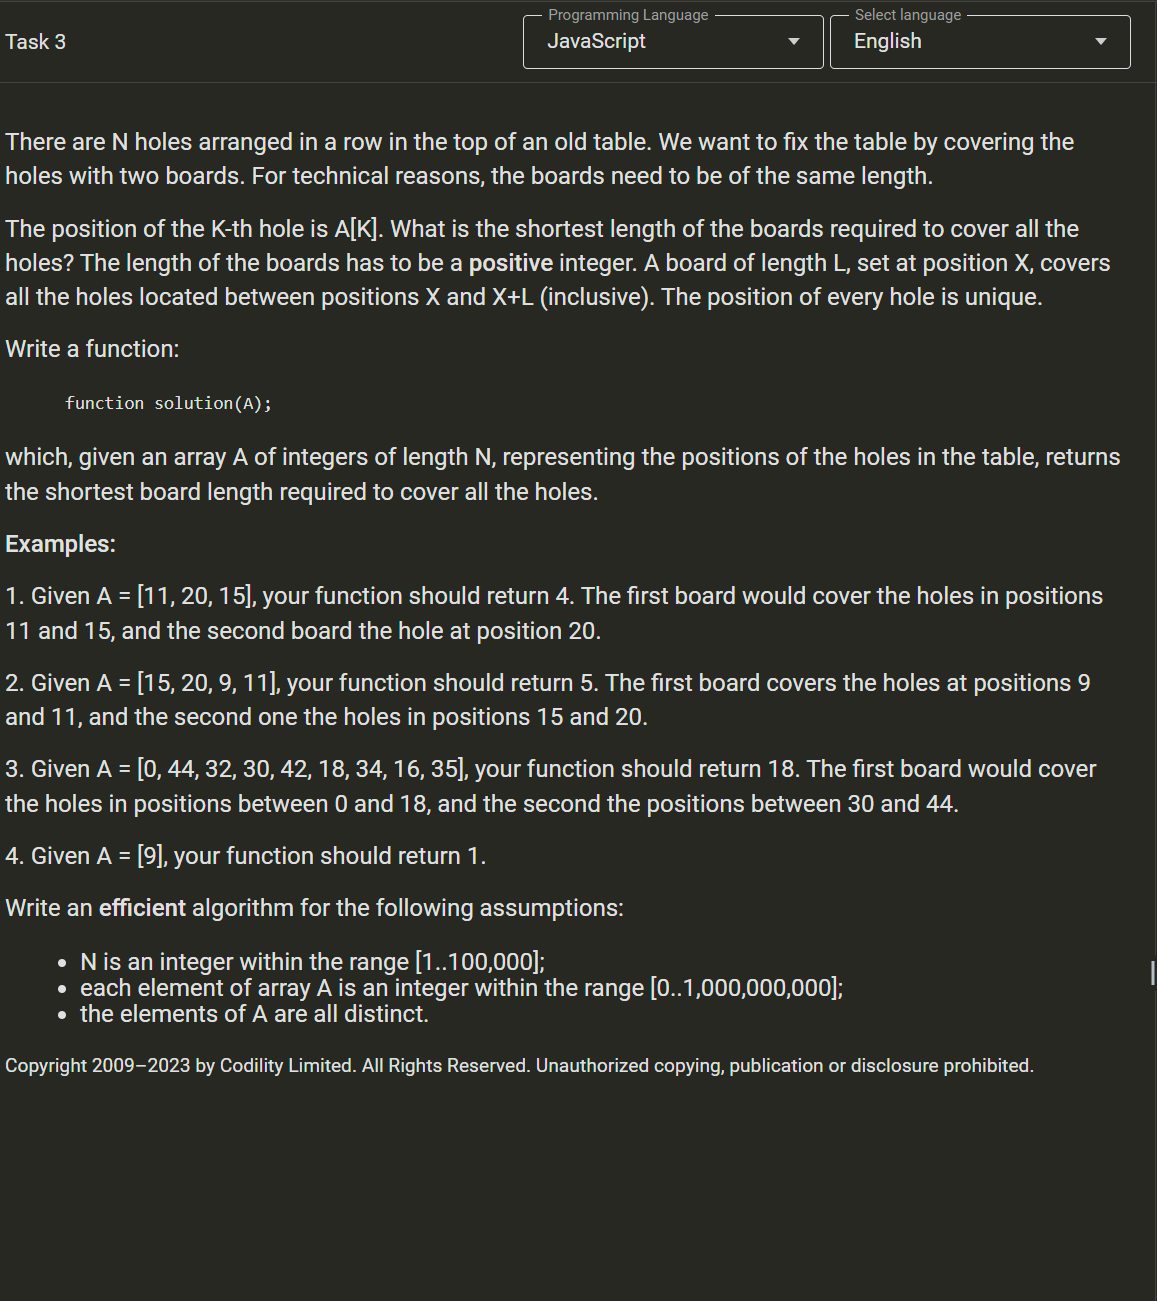 Task 3
Programming Language
JavaScript
Select language
English
There are N holes arranged in a row in the top of an old table. We want to fix the table by covering the
holes with two boards. For technical reasons, the boards need to be of the same length.
The position of the K-th hole is A[K]. What is the shortest length of the boards required to cover all the
holes? The length of the boards has to be a positive integer. A board of length L, set at position X, covers
all the holes located between positions X and X+L (inclusive). The position of every hole is unique.
Write a function:
function solution(A);
which, given an array A of integers of length N, representing the positions of the holes in the table, returns
the shortest board length required to cover all the holes.
Examples:
1. Given A = [11, 20, 15], your function should return 4. The first board would cover the holes in positions
11 and 15, and the second board the hole at position 20.
2. Given A = [15, 20, 9, 11], your function should return 5. The first board covers the holes at positions 9
and 11, and the second one the holes in positions 15 and 20.
3. Given A = [0, 44, 32, 30, 42, 18, 34, 16, 35], your function should return 18. The first board would cover
the holes in positions between 0 and 18, and the second the positions between 30 and 44.
4. Given A = [9], your function should return 1.
Write an efficient algorithm for the following assumptions:
• N is an integer within the range [1..100,000];
• each element of array A is an integer within the range [0..1,000,000,000];
• the elements of A are all distinct.
Copyright 2009–2023 by Codility Limited. All Rights Reserved. Unauthorized copying, publication or disclosure prohibited.